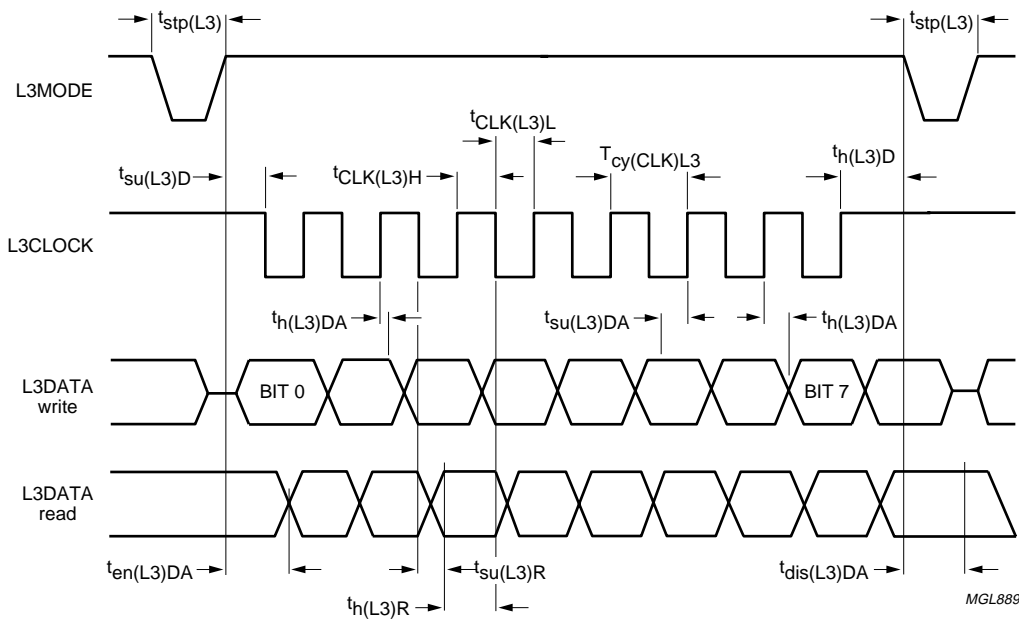 tstp(L3) tstp(L3)
L3MODE
tCLK(L3)L
tsu(L3)D tCLK(L3)H Tcy(CLK)L3 th(L3)D
L3CLOCK
th(L3)DA tsu(L3)DA th(L3)DA
L3DATA
write
BIT 0 BIT 7
L3DATA
read
ten(L3)DA tsu(L3)R tdis(L3)DA
th(L3)R
MGL889